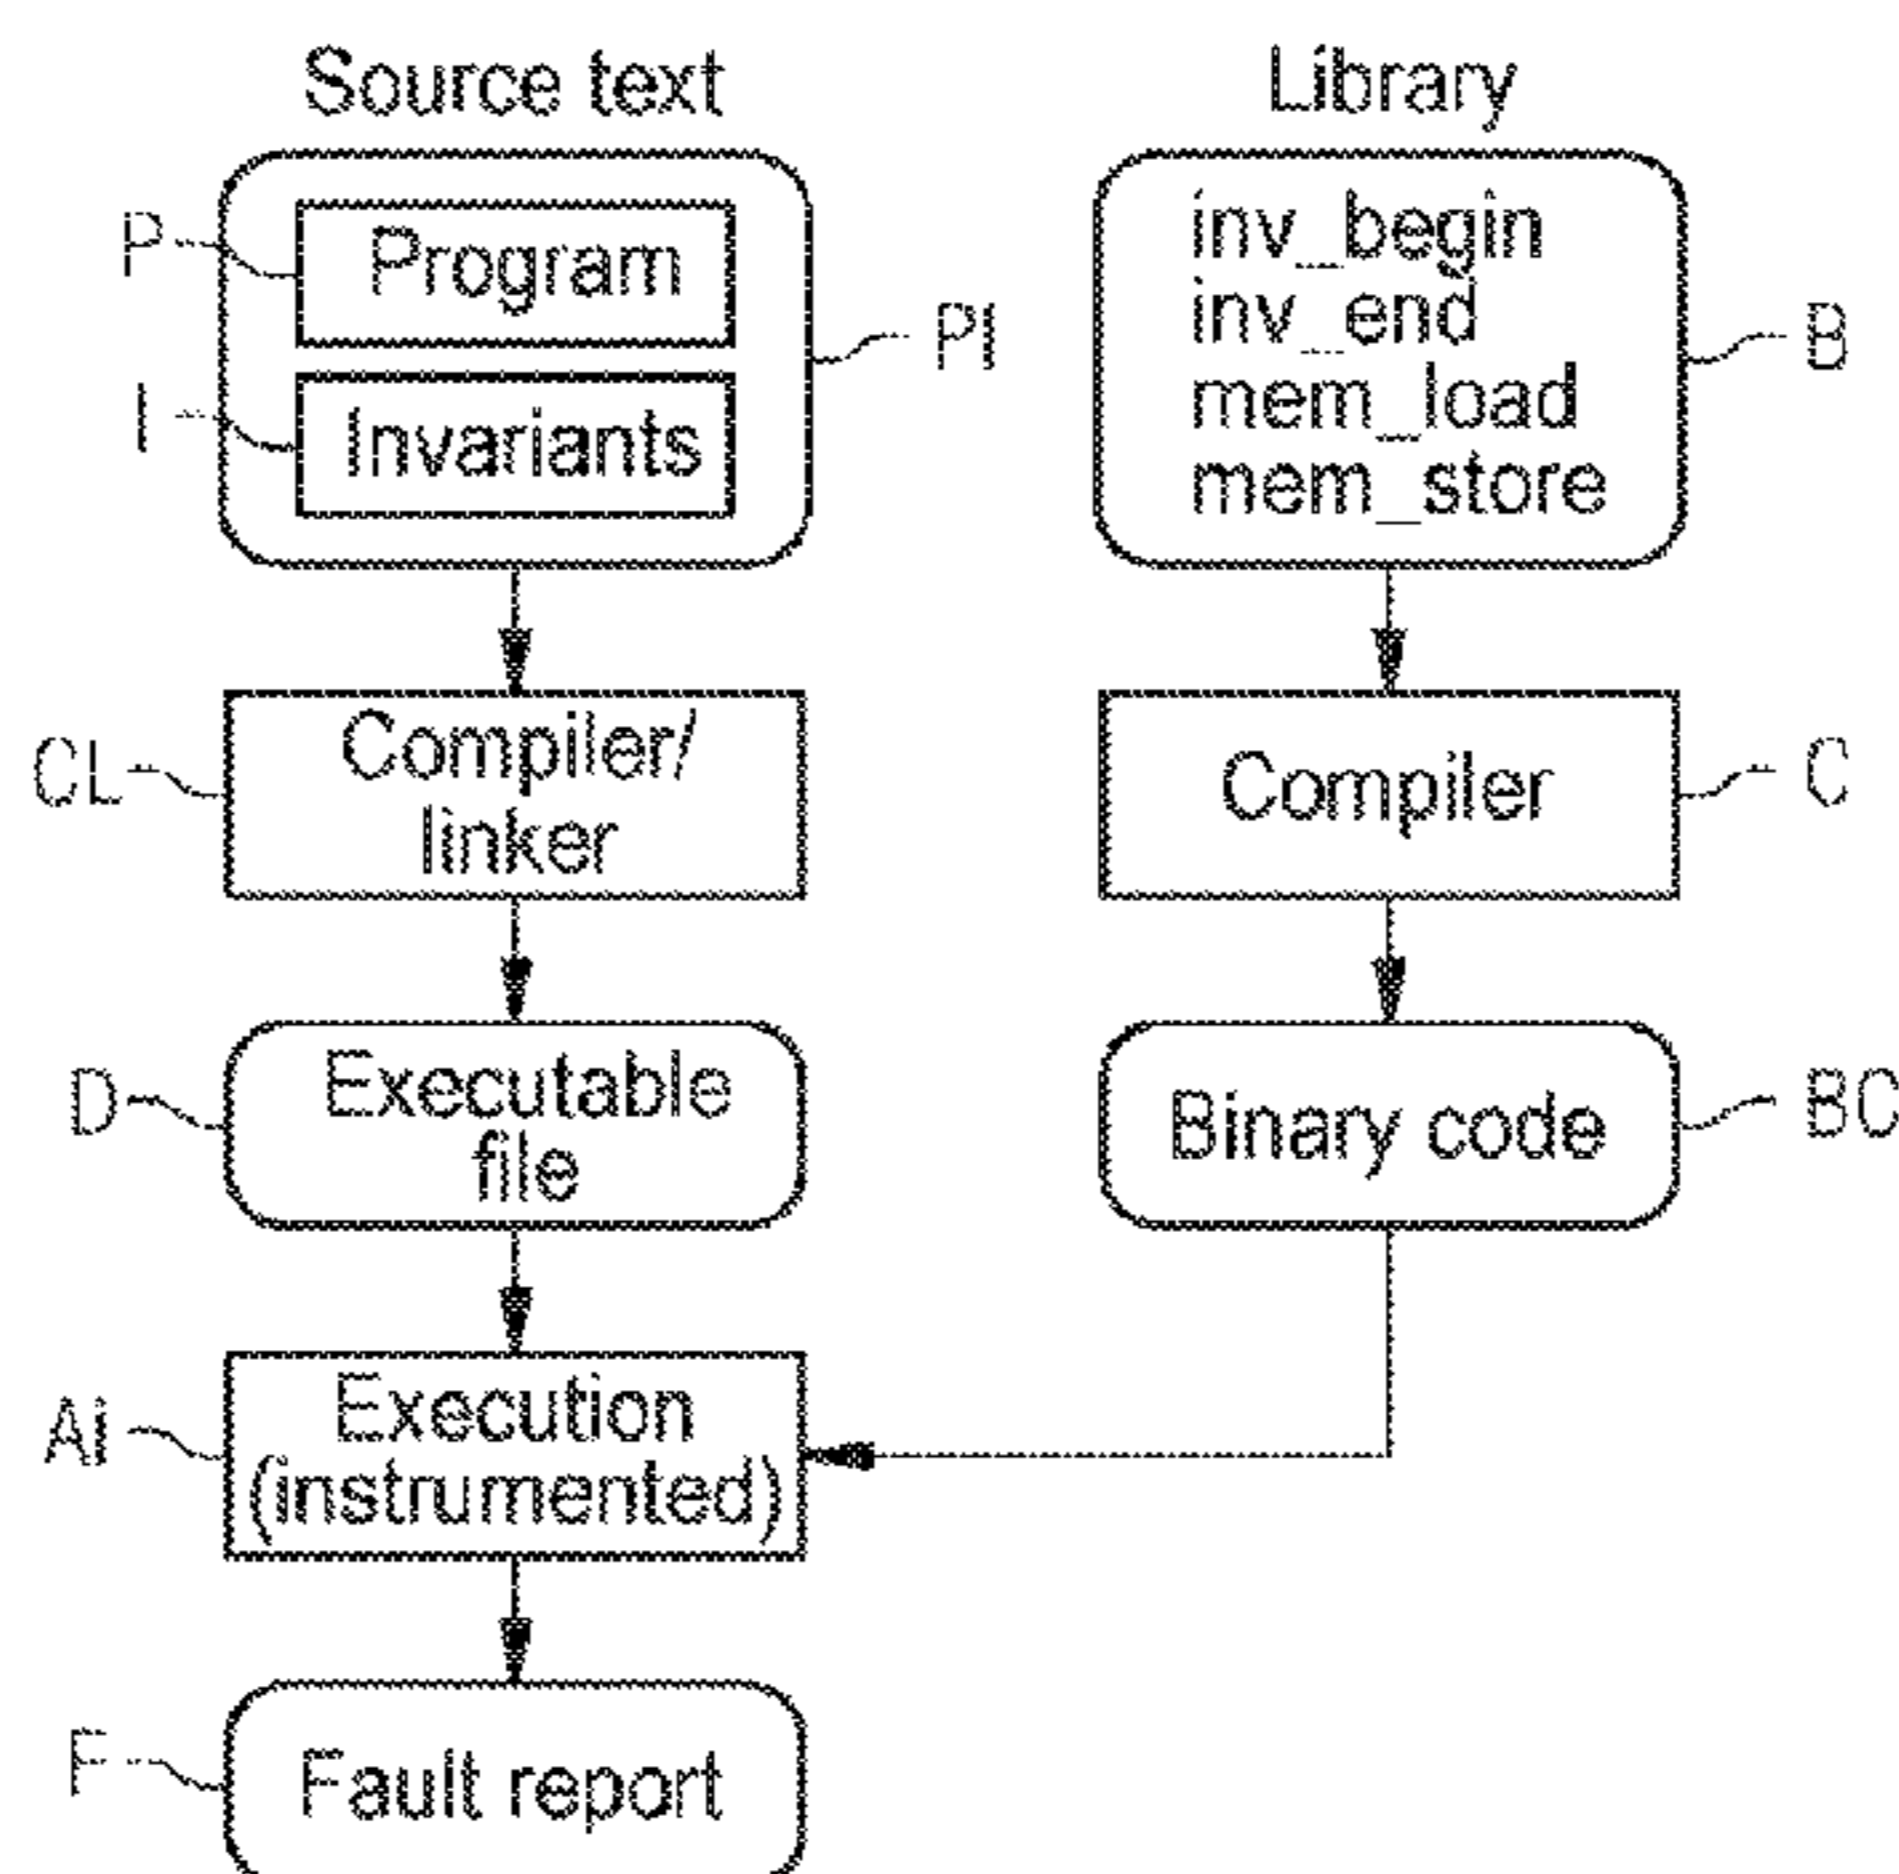 Source text
Library
P
Program
I
Invariants
PI
inv_begin
inv_end
mem_load
mem_store
B
CL
Compiler/
linker
Compiler
C
D
Executable
file
Binary code
BC
Ai
Execution
(instrumented)
F
Fault report